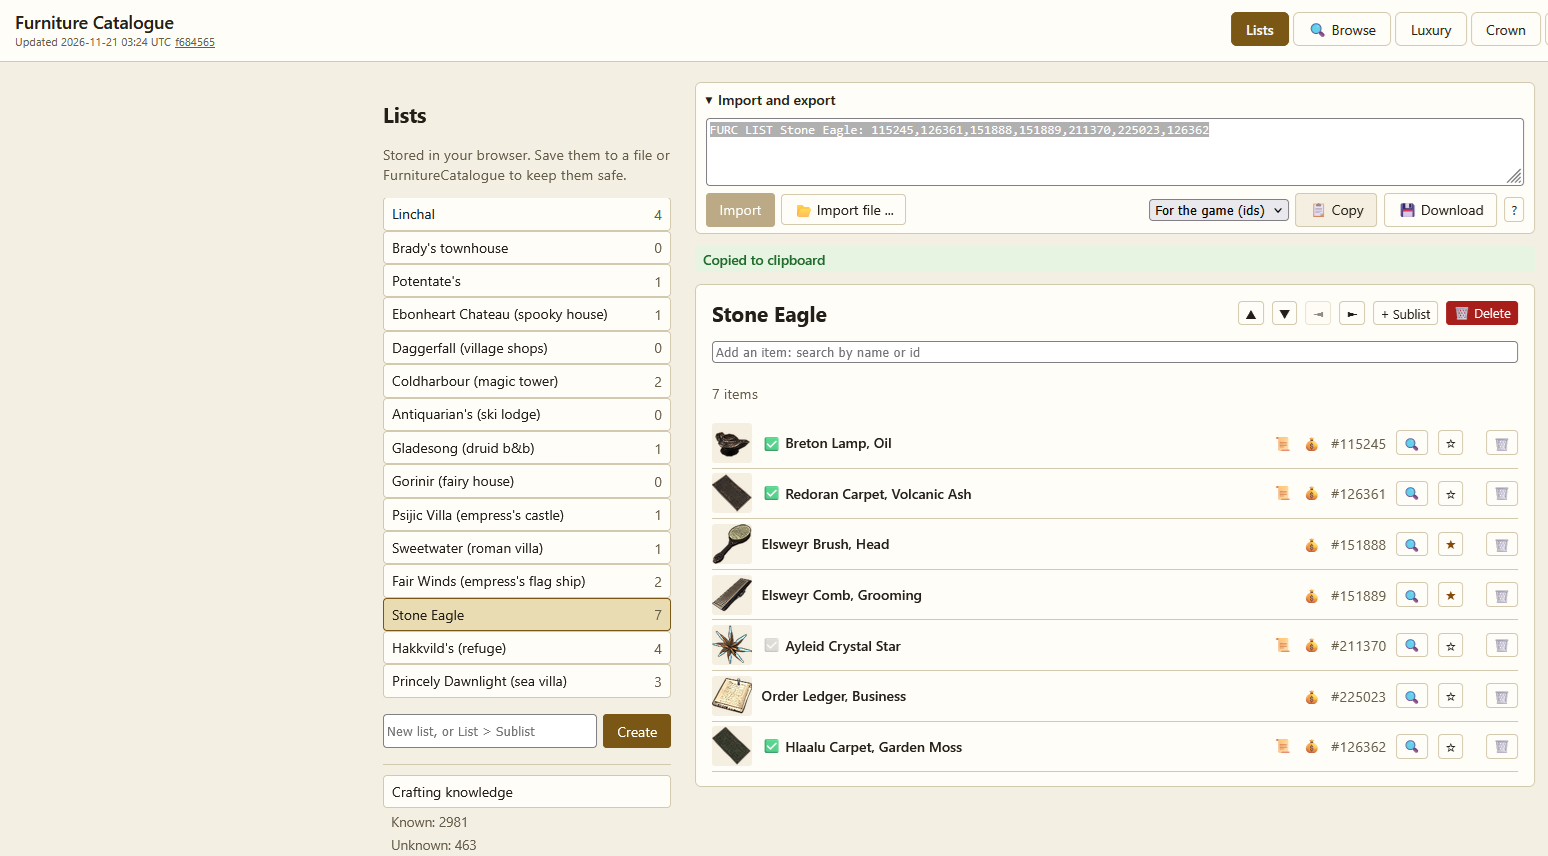 Furniture Catalogue
Updated 2026-11-21 03:24 UTC f684565
Lists
Browse
Luxury
Crown
Lists
Stored in your browser. Save them to a file or
FurnitureCatalogue to keep them safe.
Linchal 4
Brady's townhouse 0
Potentate's 1
Ebonheart Chateau (spooky house) 1
Daggerfall (village shops) 0
Coldharbour (magic tower) 2
Antiquarian's (ski lodge) 0
Gladesong (druid b&b) 1
Gorinir (fairy house) 0
Psijic Villa (empress's castle) 1
Sweetwater (roman villa) 1
Fair Winds (empress's flag ship) 2
Stone Eagle 7
Hakkvild's (refuge) 4
Princely Dawnlight (sea villa) 3
New list, or List > Sublist
Create
Crafting knowledge
Known: 2981
Unknown: 463
▼ Import and export
FURC LIST Stone Eagle: 115245,126361,151888,151889,211370,225023,126362
Import
Import file ...
For the game (ids)
Copy
Download
?
Copied to clipboard
Stone Eagle
+ Sublist
Delete
Add an item: search by name or id
7 items
Breton Lamp, Oil #115245
Redoran Carpet, Volcanic Ash #126361
Elsweyr Brush, Head #151888
Elsweyr Comb, Grooming #151889
Ayleid Crystal Star #211370
Order Ledger, Business #225023
Hlaalu Carpet, Garden Moss #126362